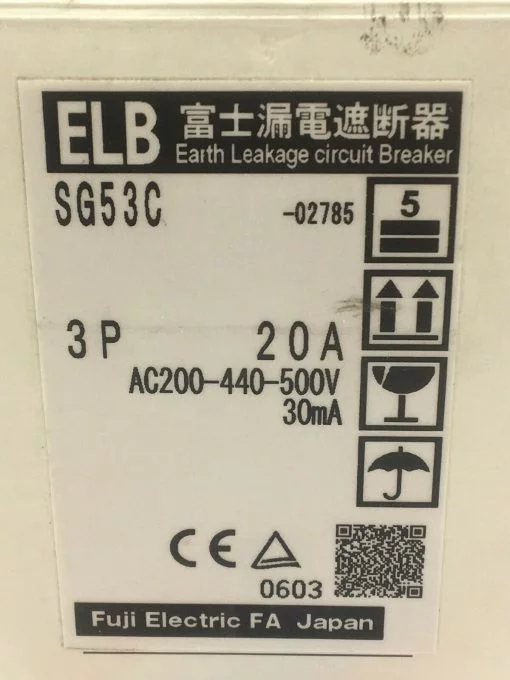 ELB 富士漏電遮断器
Earth Leakage circuit Breaker
SG53C -02785
5
3P 20A
AC200-440-500V
30mA
CE
0603
Fuji Electric FA Japan